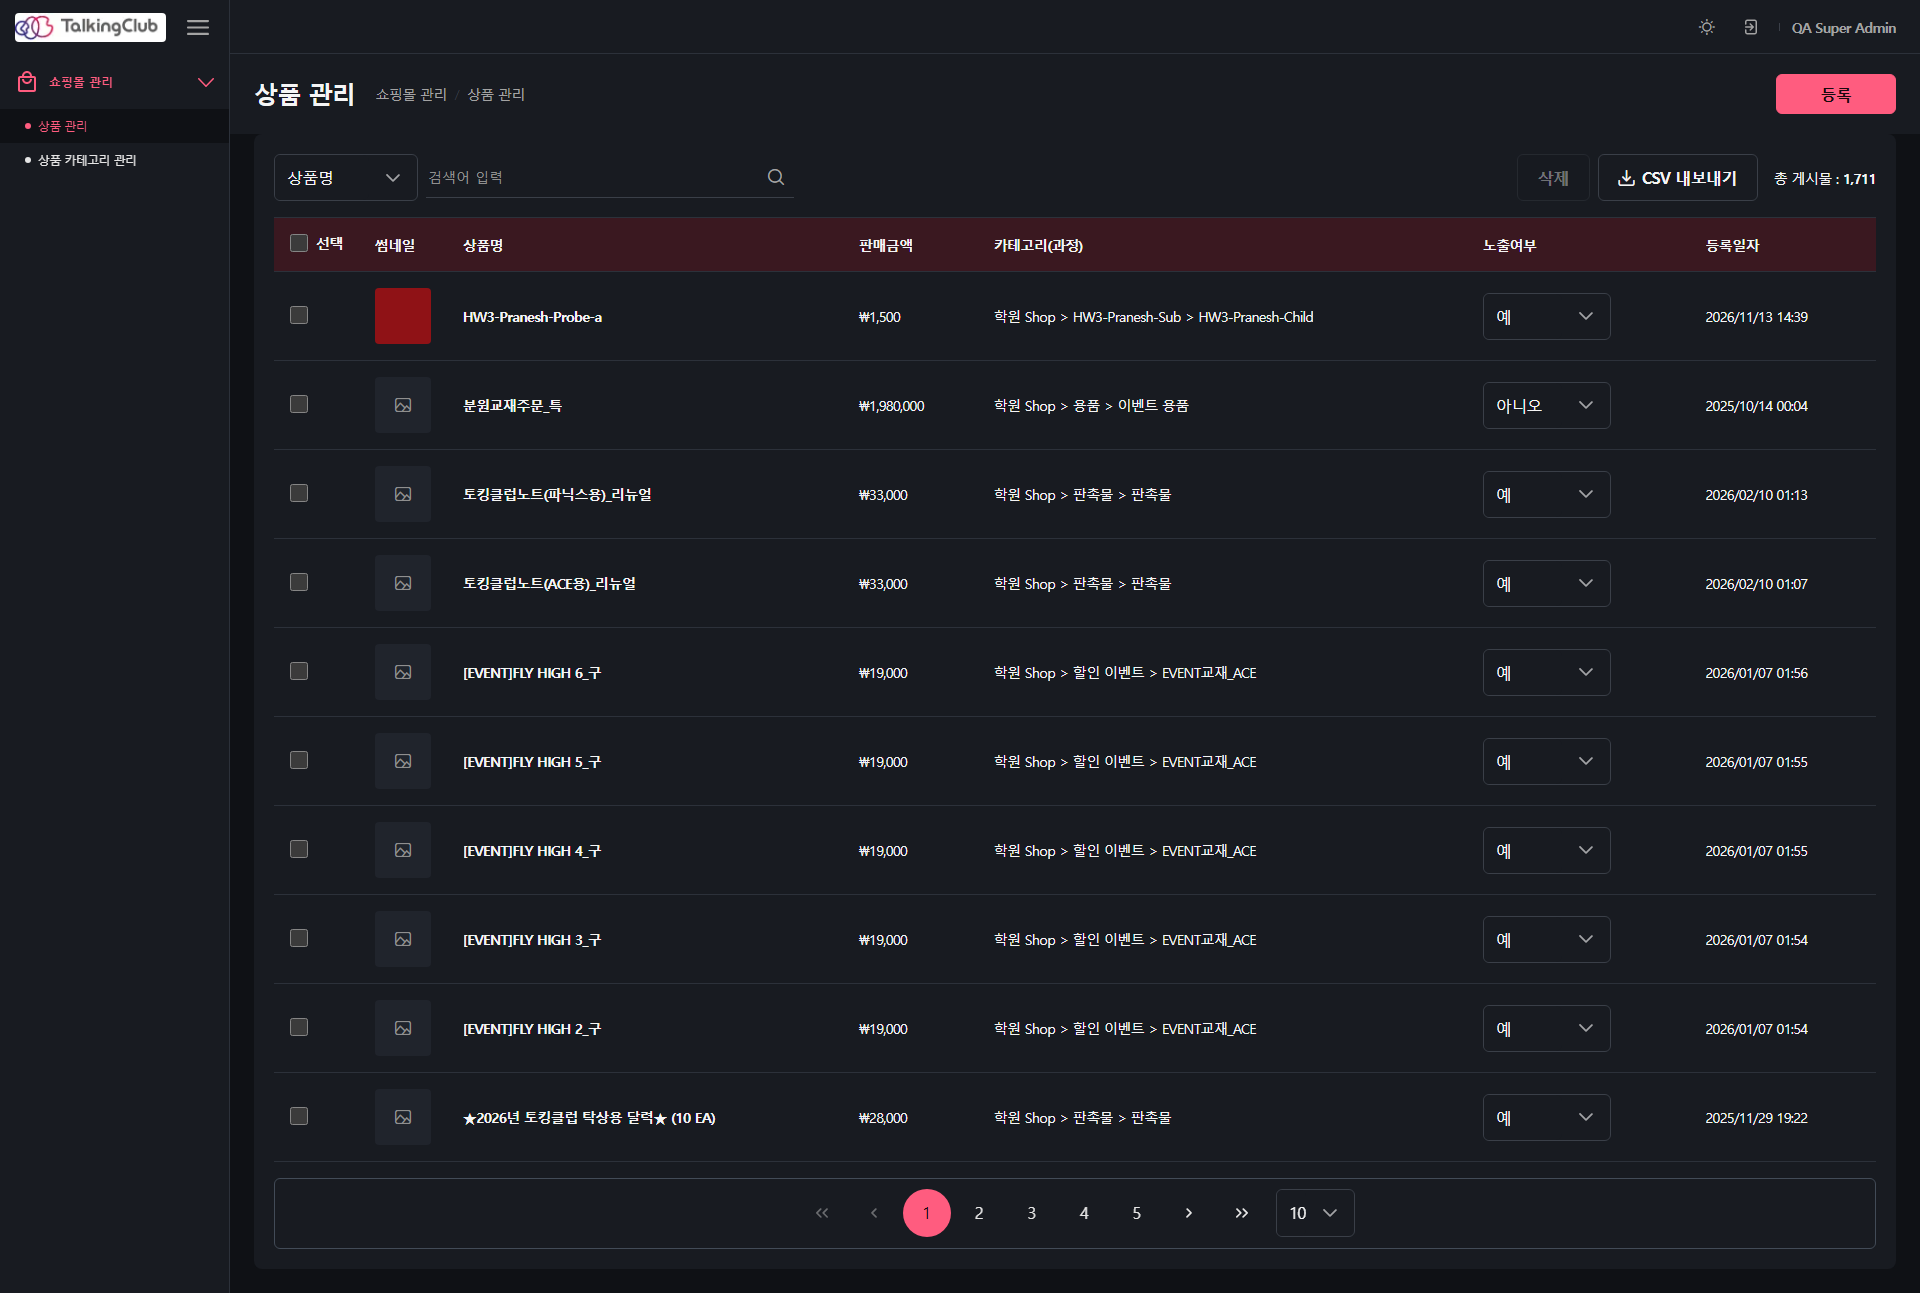 TalkingClub
QA Super Admin
쇼핑몰 관리
상품 관리
상품 카테고리 관리
상품 관리 쇼핑몰 관리 / 상품 관리
등록
상품명 검색어 입력
삭제 CSV 내보내기 총 게시물 : 1,711
선택 썸네일 상품명 판매금액 카테고리(과정) 노출여부 등록일자
HW3-Pranesh-Probe-a ₩1,500 학원 Shop > HW3-Pranesh-Sub > HW3-Pranesh-Child 예 2026/11/13 14:39
분원교재주문_특 ₩1,980,000 학원 Shop > 용품 > 이벤트 용품 아니오 2025/10/14 00:04
토킹클럽노트(파닉스용)_리뉴얼 ₩33,000 학원 Shop > 판촉물 > 판촉물 예 2026/02/10 01:13
토킹클럽노트(ACE용)_리뉴얼 ₩33,000 학원 Shop > 판촉물 > 판촉물 예 2026/02/10 01:07
[EVENT]FLY HIGH 6_구 ₩19,000 학원 Shop > 할인 이벤트 > EVENT교재_ACE 예 2026/01/07 01:56
[EVENT]FLY HIGH 5_구 ₩19,000 학원 Shop > 할인 이벤트 > EVENT교재_ACE 예 2026/01/07 01:55
[EVENT]FLY HIGH 4_구 ₩19,000 학원 Shop > 할인 이벤트 > EVENT교재_ACE 예 2026/01/07 01:55
[EVENT]FLY HIGH 3_구 ₩19,000 학원 Shop > 할인 이벤트 > EVENT교재_ACE 예 2026/01/07 01:54
[EVENT]FLY HIGH 2_구 ₩19,000 학원 Shop > 할인 이벤트 > EVENT교재_ACE 예 2026/01/07 01:54
★2026년 토킹클럽 탁상용 달력★ (10 EA) ₩28,000 학원 Shop > 판촉물 > 판촉물 예 2025/11/29 19:22
1 2 3 4 5 10